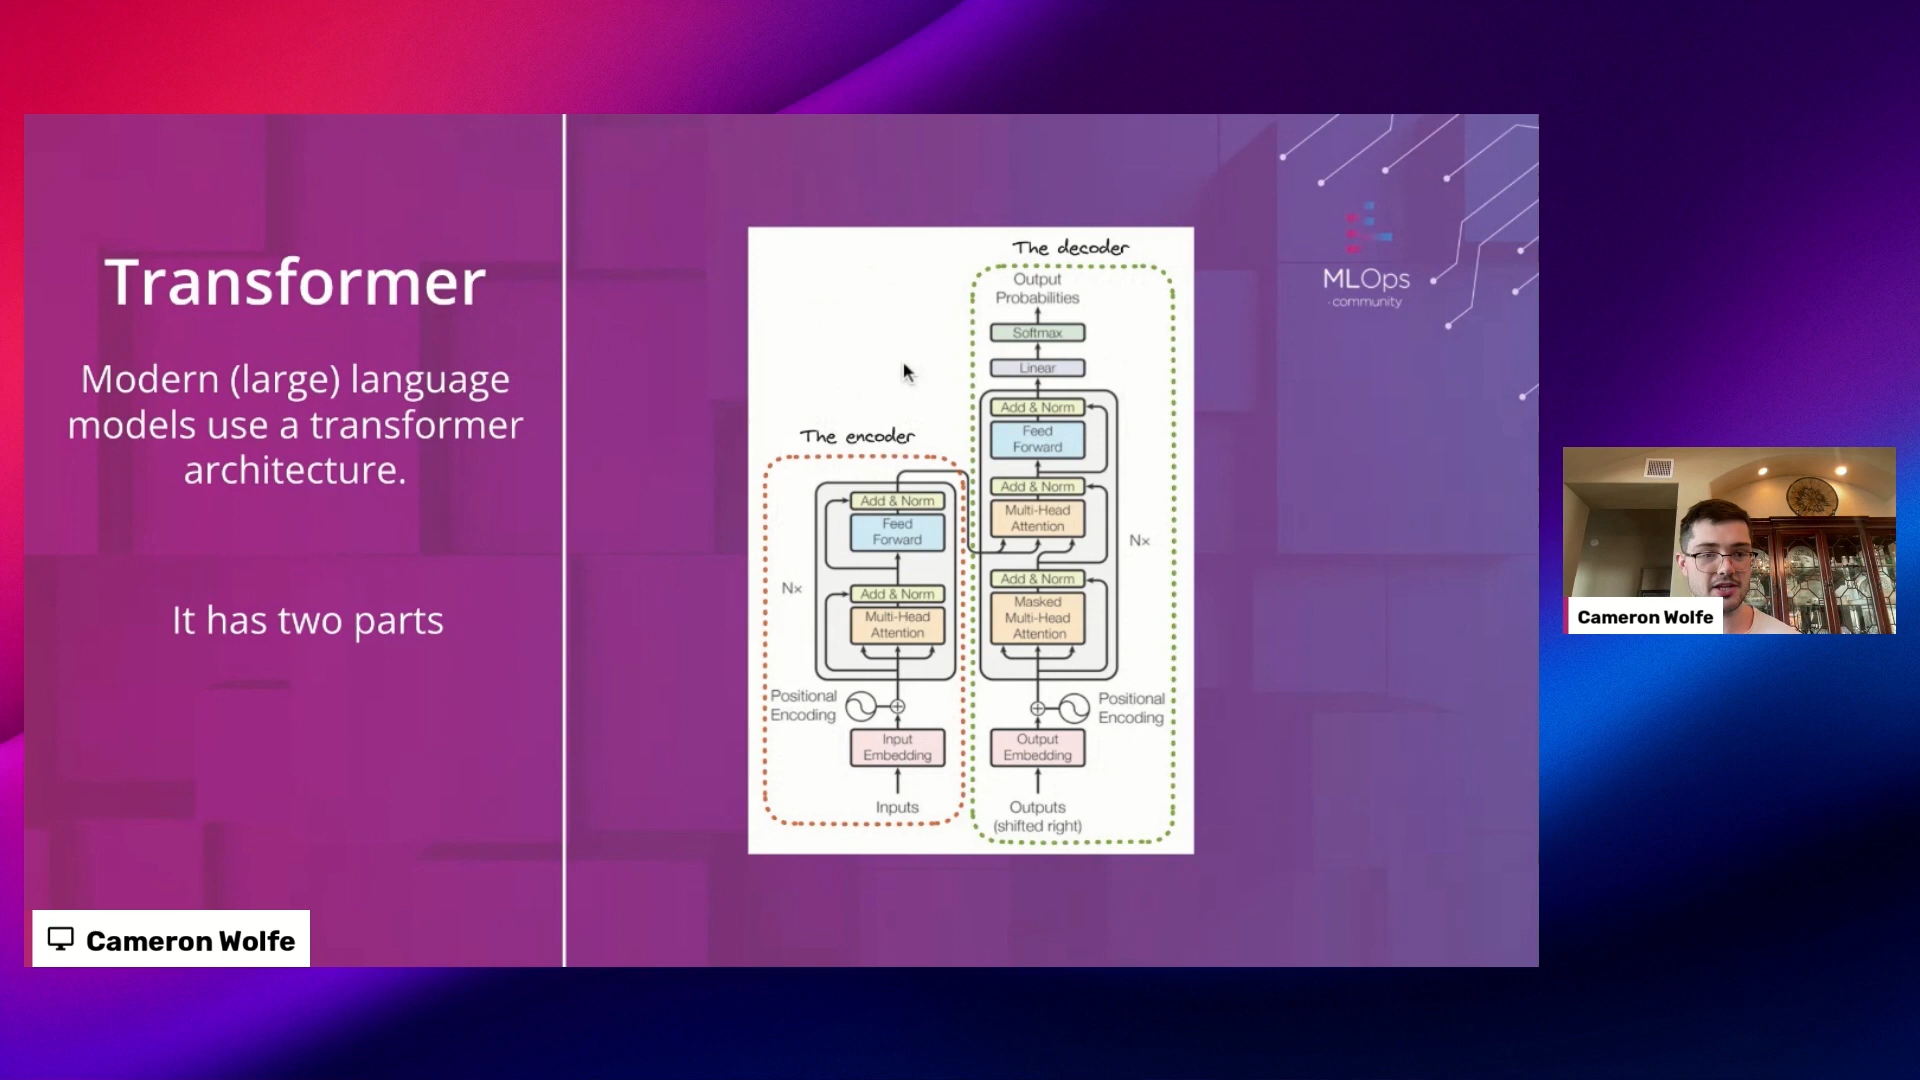 Transformer
Modern (large) language
models use a transformer
architecture.
It has two parts
Cameron Wolfe
The decoder
Output
Probabilities
Softmax
Linear
Add & Norm
Feed
Forward
Add & Norm
Multi-Head
Attention
Nx
Add & Norm
Masked
Multi-Head
Attention
Positional
Encoding
Output
Embedding
Outputs
(shifted right)
The encoder
Add & Norm
Feed
Forward
Nx
Add & Norm
Multi-Head
Attention
Positional
Encoding
Input
Embedding
Inputs
MLOps
community
Cameron Wolfe